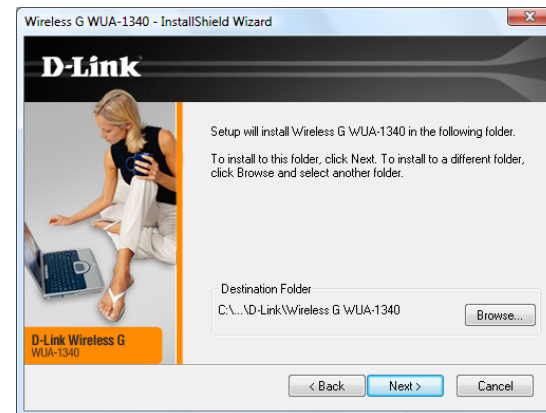 Wireless G WUA-1340 - InstallShield Wizard
D-Link
Setup will install Wireless G WUA-1340 in the following folder.
To install to this folder, click Next. To install to a different folder,
click Browse and select another folder.
Destination Folder
C:\...\D-Link\Wireless G WUA-1340
Browse...
D-Link Wireless G
WUA-1340
< Back
Next >
Cancel